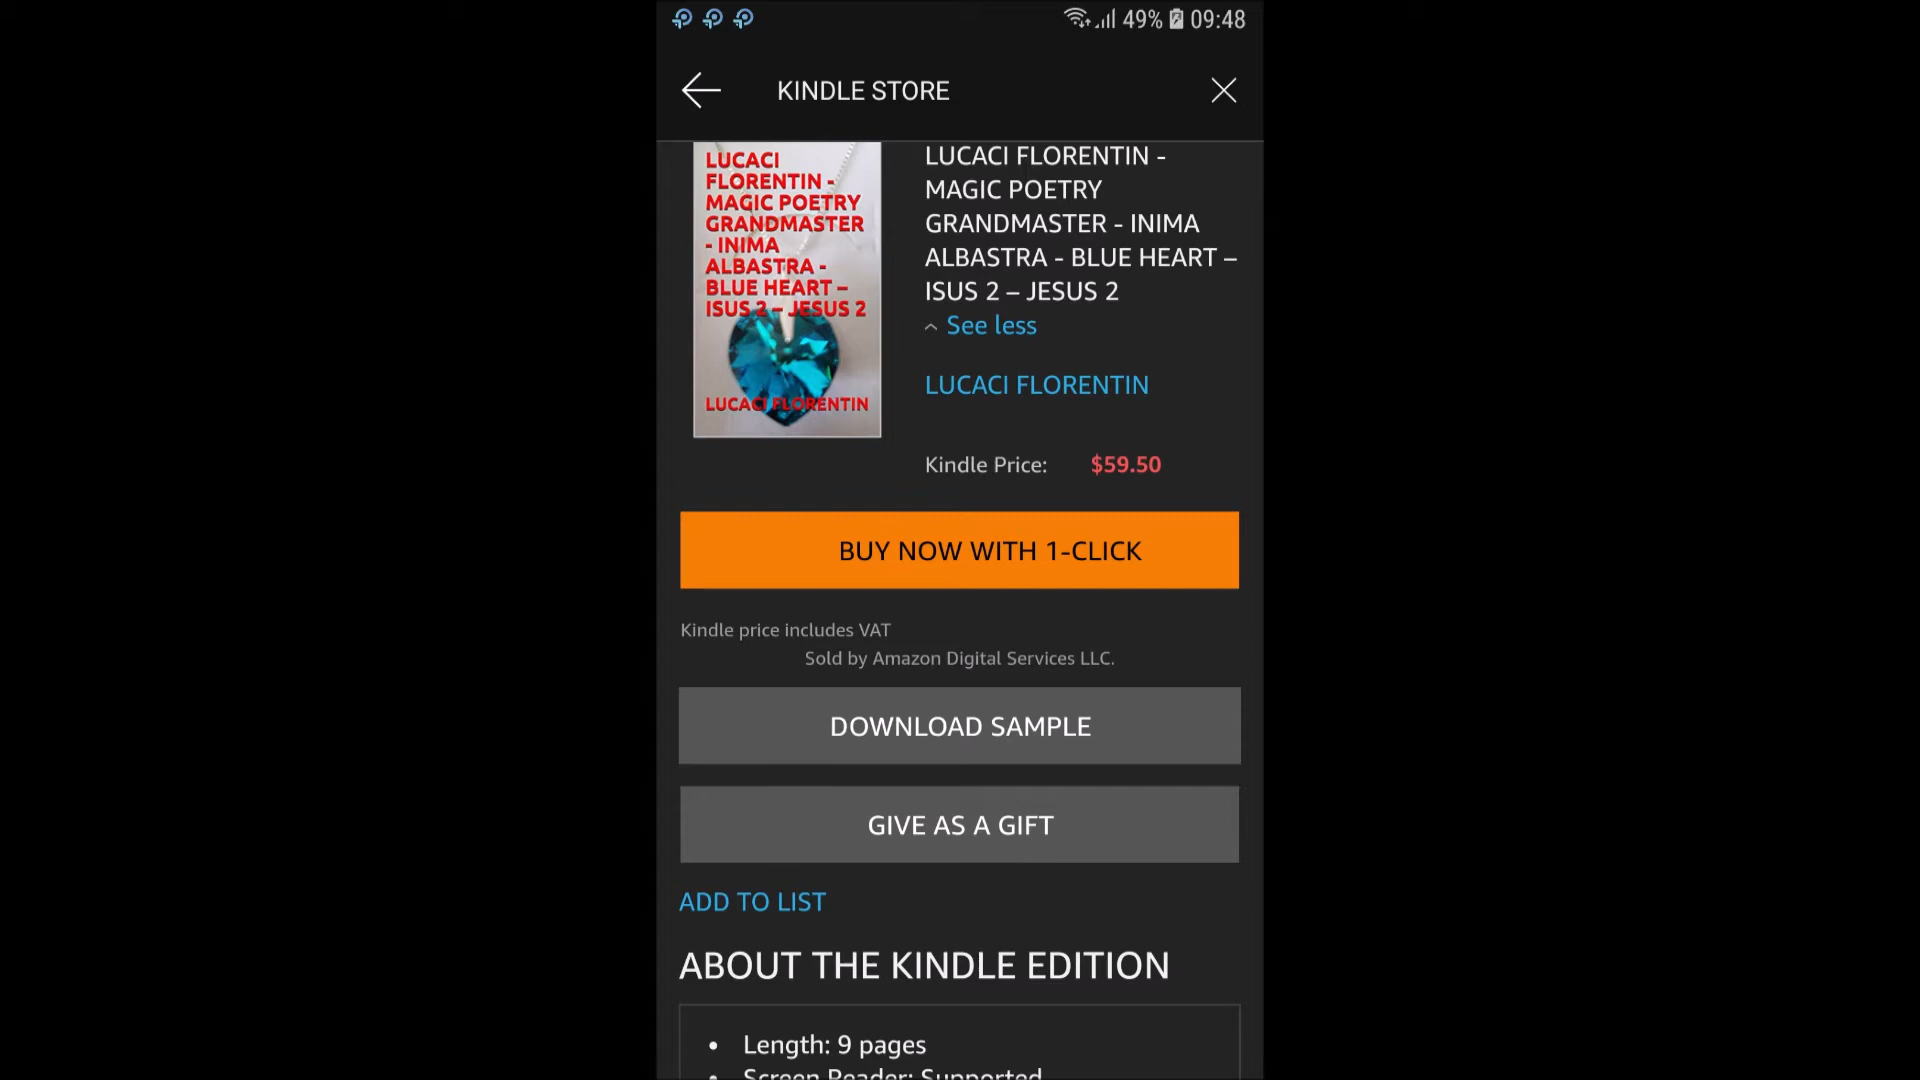 49% 09:48
KINDLE STORE
LUCACI
FLORENTIN -
MAGIC POETRY
GRANDMASTER
- INIMA
ALBASTRA -
BLUE HEART –
ISUS 2 – JESUS 2
LUCACI FLORENTIN
LUCACI FLORENTIN -
MAGIC POETRY
GRANDMASTER - INIMA
ALBASTRA - BLUE HEART –
ISUS 2 – JESUS 2
See less
LUCACI FLORENTIN
Kindle Price: $59.50
BUY NOW WITH 1-CLICK
Kindle price includes VAT
Sold by Amazon Digital Services LLC.
DOWNLOAD SAMPLE
GIVE AS A GIFT
ADD TO LIST
ABOUT THE KINDLE EDITION
• Length: 9 pages
• Screen Reader: Supported